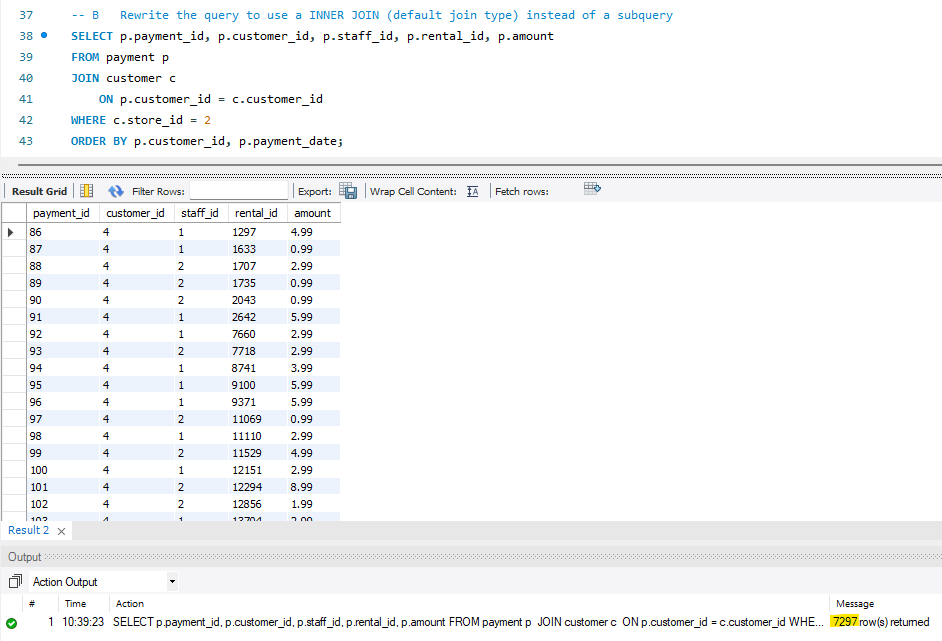 37 -- B Rewrite the query to use a INNER JOIN (default join type) instead of a subquery
38 SELECT p.payment_id, p.customer_id, p.staff_id, p.rental_id, p.amount
39 FROM payment p
40 JOIN customer c
41 ON p.customer_id = c.customer_id
42 WHERE c.store_id = 2
43 ORDER BY p.customer_id, p.payment_date;
Result Grid Filter Rows: Export: Wrap Cell Content: IA Fetch rows:
payment_id customer_id staff_id rental_id amount
86 4 1 1297 4.99
87 4 1 1633 0.99
88 4 2 1707 2.99
89 4 2 1735 0.99
90 4 2 2043 0.99
91 4 1 2642 5.99
92 4 1 7660 2.99
93 4 2 7718 2.99
94 4 1 8741 3.99
95 4 1 9100 5.99
96 4 1 9371 5.99
97 4 2 11069 0.99
98 4 1 11110 2.99
99 4 2 11529 4.99
100 4 1 12151 2.99
101 4 2 12294 8.99
102 4 2 12856 1.99
103 4 1
Result 2
Output
Action Output
# Time Action Message
1 10:39:23 SELECT p.payment_id, p.customer_id, p.staff_id, p.rental_id, p.amount FROM payment p JOIN customer c ON p.customer_id = c.customer_id WHE... 7297 row(s) returned